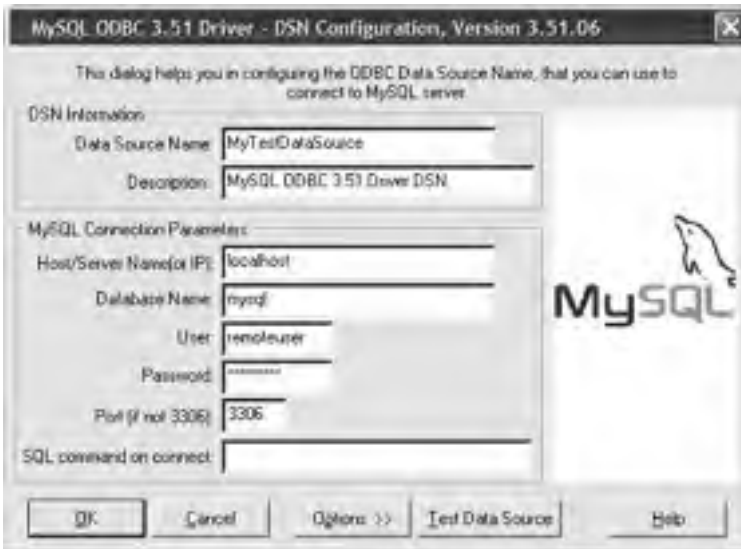 MySQL ODBC 3.51 Driver - DSN Configuration, Version 3.51.06
This dialog helps you in configuring the ODBC Data Source Name, that you can use to
connect to MySQL server
DSN Information
Data Source Name: MyTestDataSource
Description: MySQL ODBC 3.51 Driver DSN
MySQL Connection Parameters
Host/Server Name(or IP): localhost
Database Name: mysql
User: remoteuser
Password:
Port (if not 3306): 3306
SQL command on connect:
MySQL
OK Cancel Options >> Test Data Source Help